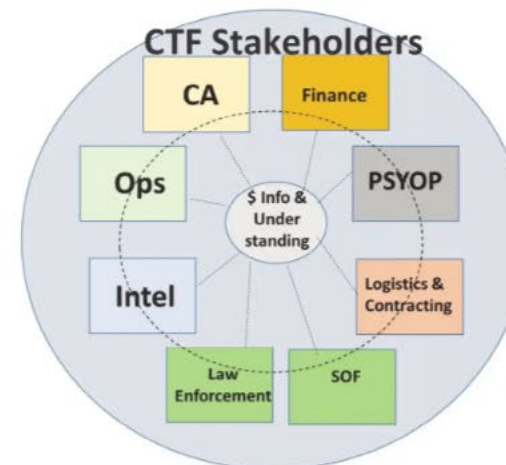 CTF Stakeholders
CA
Finance
Ops
$ Info &
Under
standing
PSYOP
Intel
Logistics &
Contracting
Law
Enforcement
SOF